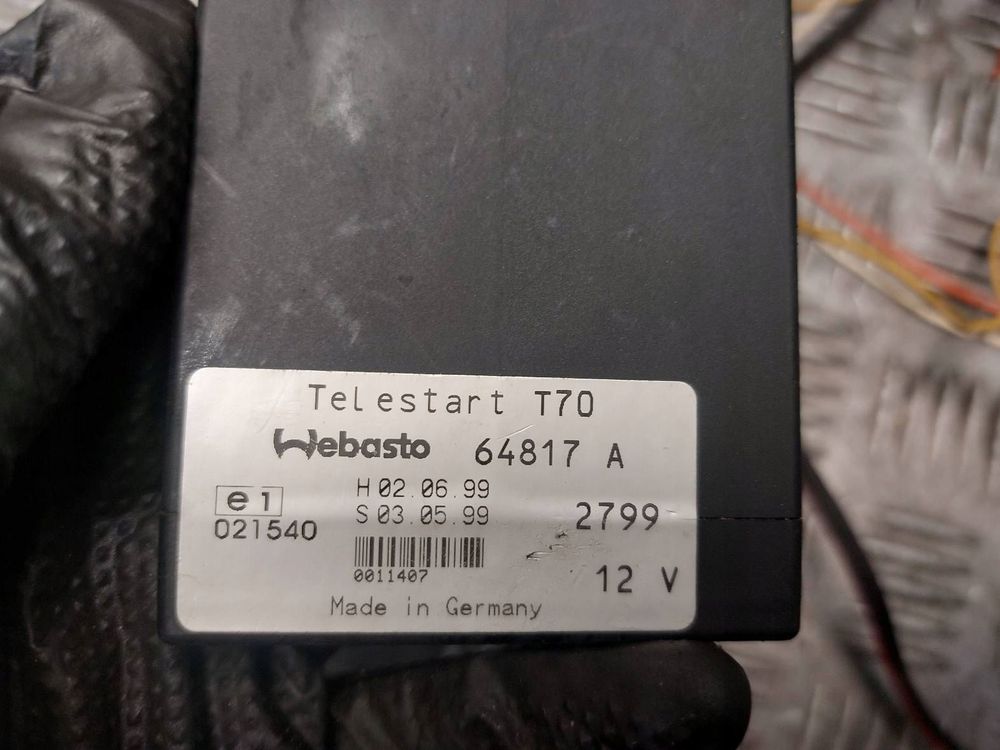 Telestart T70
Webasto 64817 A
e1
021540
H 02.06.99
S 03.05.99
2799
0011407
12 V
Made in Germany